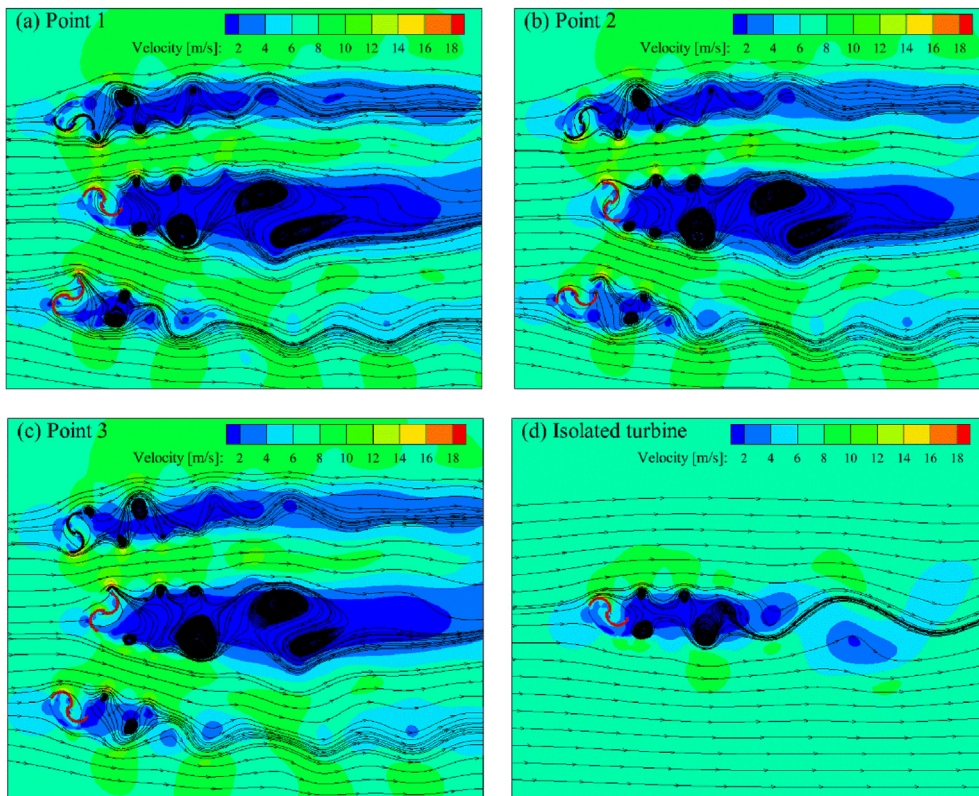 (a) Point 1
Velocity [m/s]: 2 4 6 8 10 12 14 16 18
(b) Point 2
Velocity [m/s]: 2 4 6 8 10 12 14 16 18
(c) Point 3
Velocity [m/s]: 2 4 6 8 10 12 14 16 18
(d) Isolated turbine
Velocity [m/s]: 2 4 6 8 10 12 14 16 18